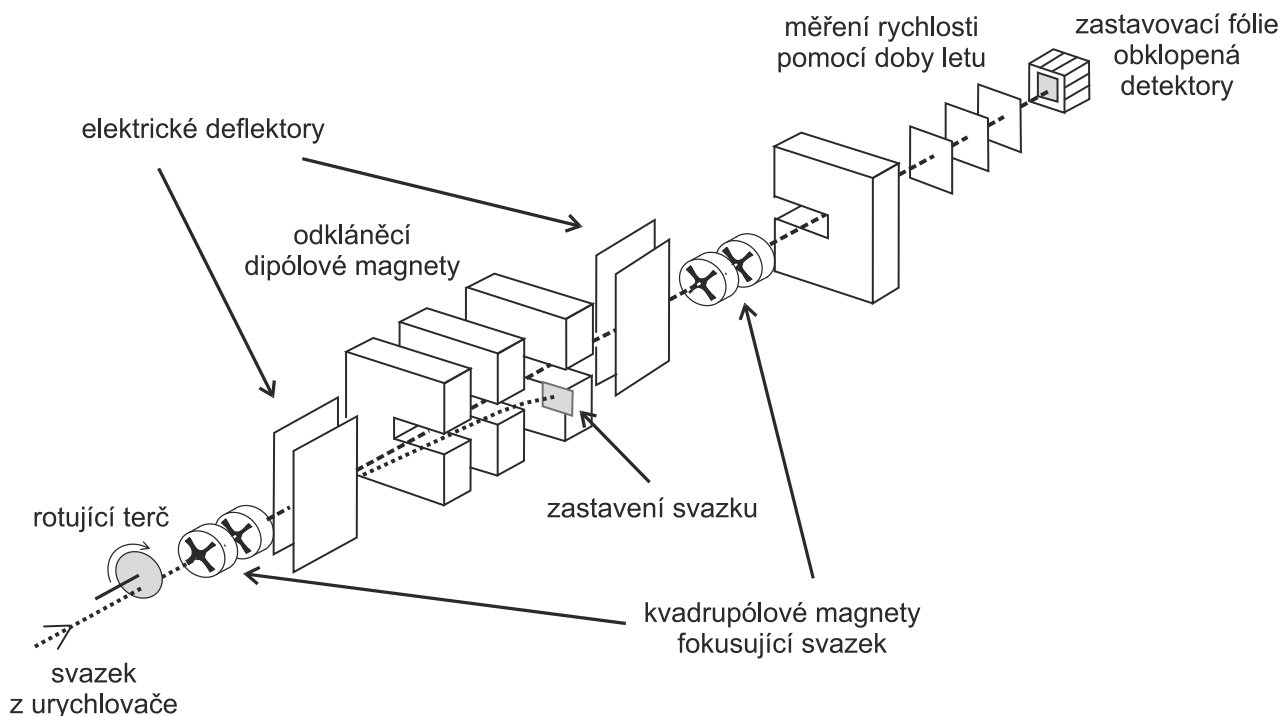 měření rychlosti
pomocí doby letu
zastavovací fólie
obklopená
detektory
elektrické deflektory
odkláněcí
dipólové magnety
zastavení svazku
rotující terč
kvadrupólové magnety
fokusující svazek
svazek
z urychlovače